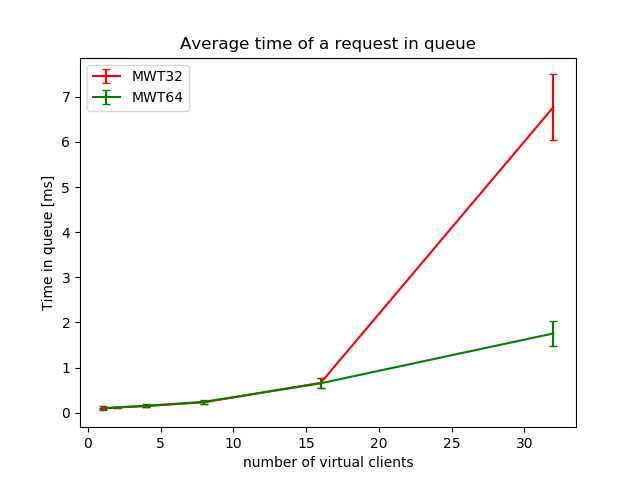 Average time of a request in queue
MWT32
MWT64
Time in queue [ms]
7
6
5
4
3
2
1
0
0 5 10 15 20 25 30
number of virtual clients